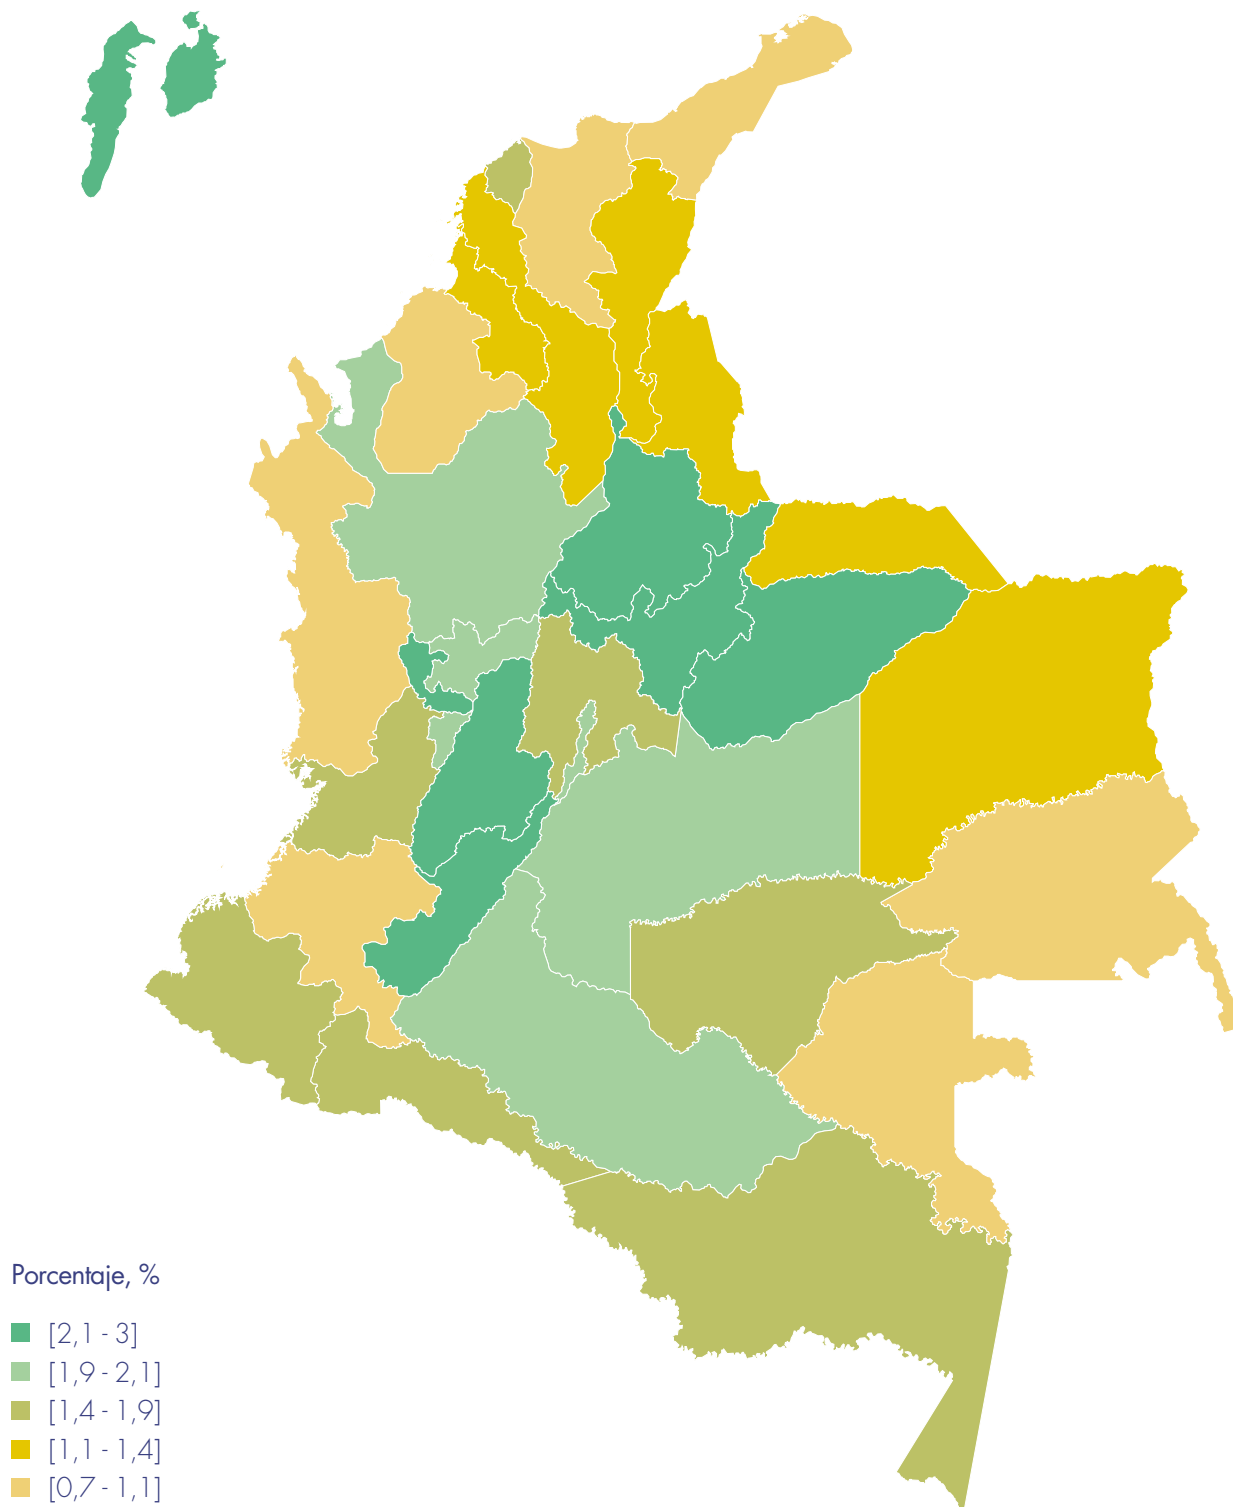 Porcentaje, %
[2,1 - 3]
[1,9 - 2,1]
[1,4 - 1,9]
[1,1 - 1,4]
[0,7 - 1,1]